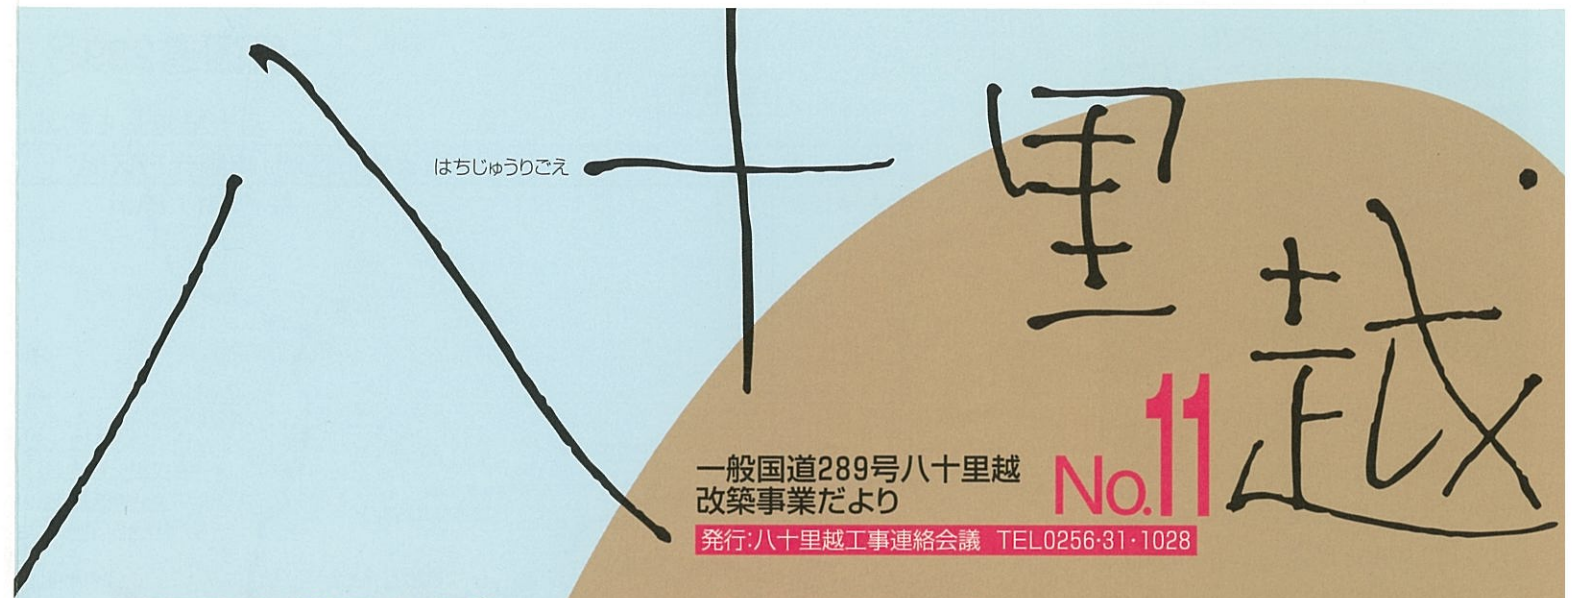 八十里越
はちじゅうりごえ
一般国道289号八十里越
改築事業だより
No.11
発行:八十里越工事連絡会議 TEL0256・31・1028